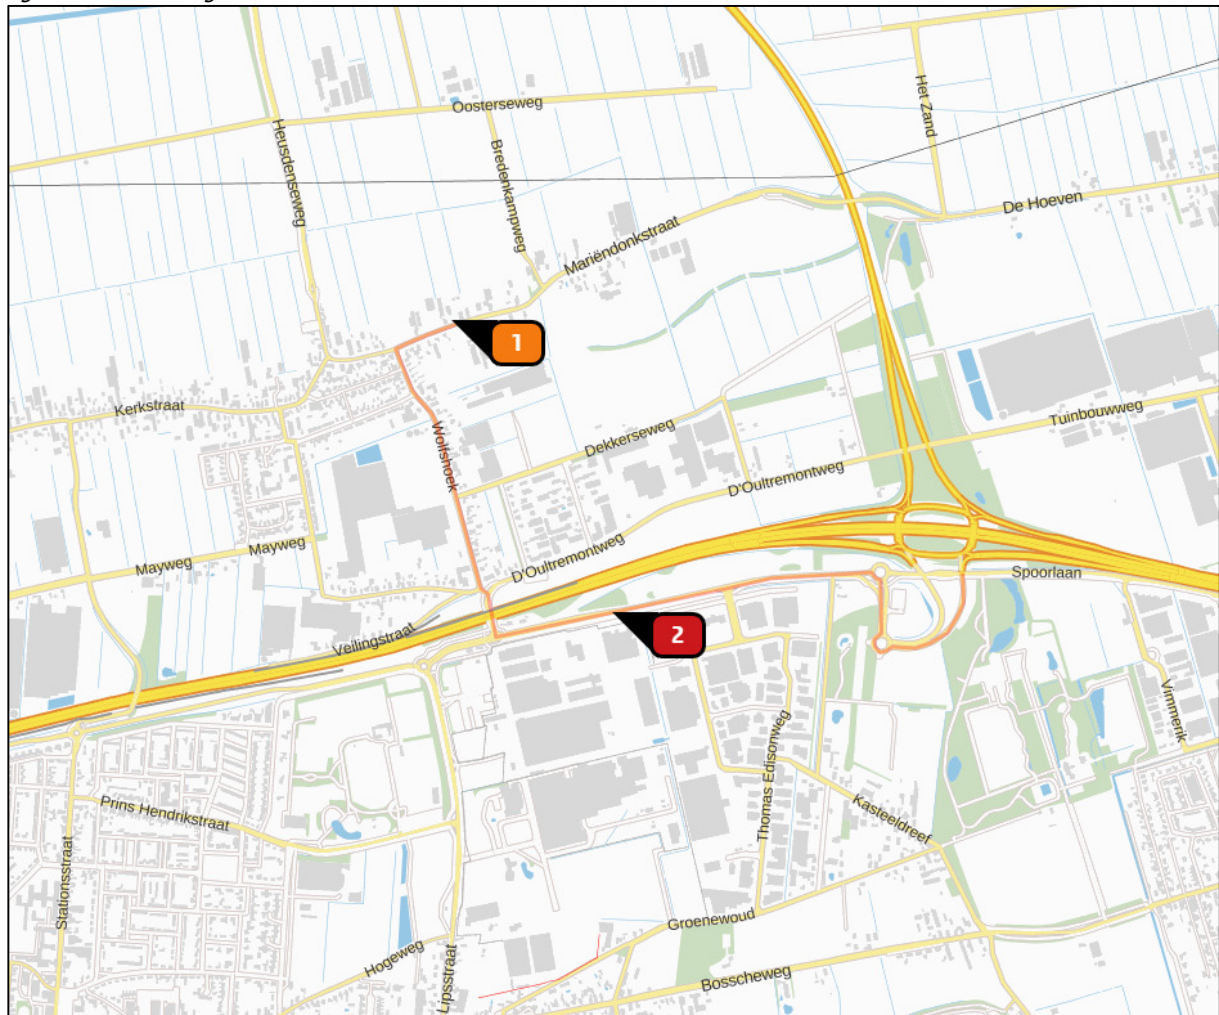 Oosterseweg
Het Zand
Heusdenseweg
Bredenkampweg
De Hoeven
Mariëndonkstraat
1
Kerkstraat
Tuinbouwweg
Dekkerseweg
Wolfshoek
D'Oultremontweg
Mayweg
Mayweg
D'Oultremontweg
Spoorlaan
Veilingstraat
2
Vimmerik
Thomas Edisonweg
Prins Hendrikstraat
Kasteeldreef
Stationsstraat
Groenewoud
Hogeweg
Lipsstraat
Bosscheweg